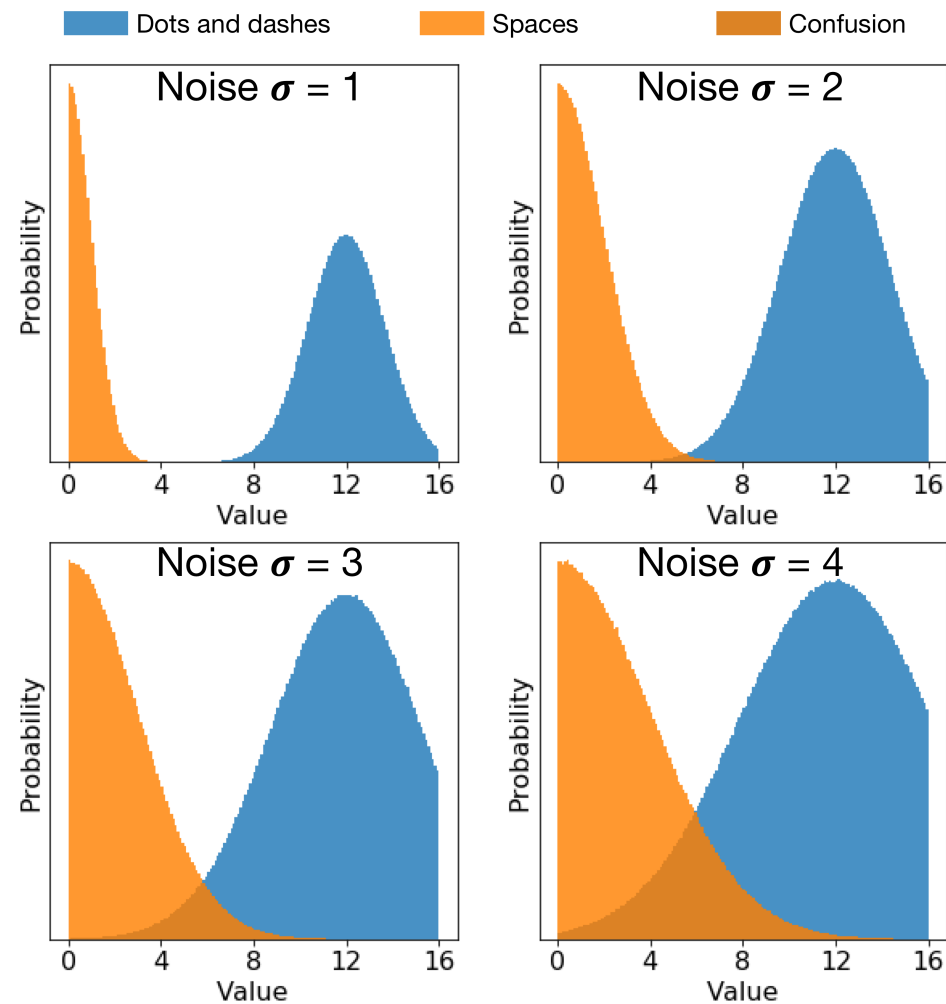 Dots and dashes Spaces Confusion
Noise σ = 1
Probability
0 4 8 12 16
Value
Noise σ = 2
Probability
0 4 8 12 16
Value
Noise σ = 3
Probability
0 4 8 12 16
Value
Noise σ = 4
Probability
0 4 8 12 16
Value